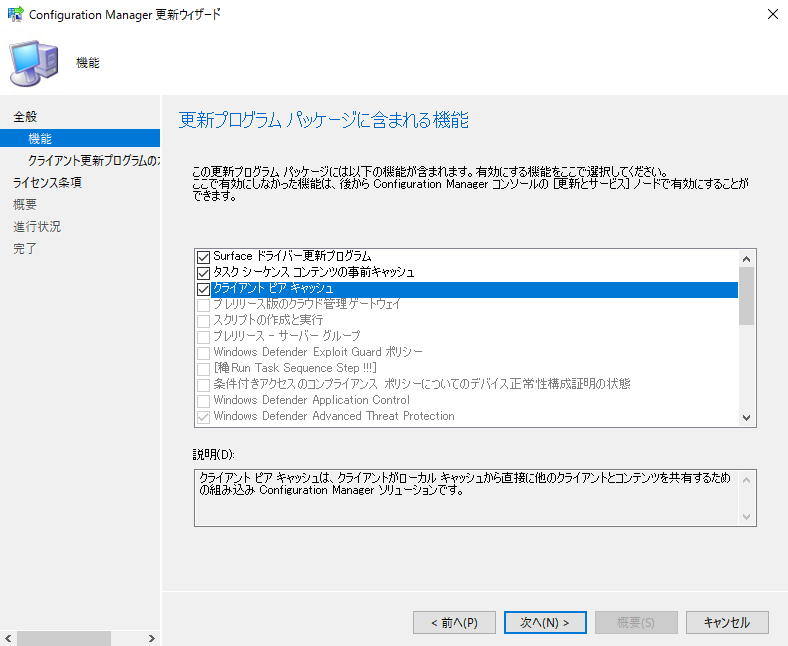 Configuration Manager 更新ウィザード
機能
全般
機能
クライアント更新プログラムの
ライセンス条項
概要
進行状況
完了
更新プログラム パッケージに含まれる機能
この更新プログラム パッケージには以下の機能が含まれます。有効にする機能をここで選択してください。
ここで有効にしなかった機能は、後から Configuration Manager コンソールの [更新とサービス] ノードで有効にすることが
できます。
Surface ドライバー更新プログラム
タスク シーケンス コンテンツの事前キャッシュ
クライアント ピア キャッシュ
プレリリース版のクラウド管理ゲートウェイ
スクリプトの作成と実行
プレリリース - サーバー グループ
Windows Defender Exploit Guard ポリシー
[穐Run Task Sequence Step !!!]
条件付きアクセスのコンプライアンス ポリシーについてのデバイス正常性構成証明の状態
Windows Defender Application Control
Windows Defender Advanced Threat Protection
説明(D):
クライアント ピア キャッシュは、クライアントがローカル キャッシュから直接に他のクライアントとコンテンツを共有するため
の組み込み Configuration Manager ソリューションです。
< 前へ(P)
次へ(N) >
概要(S)
キャンセル